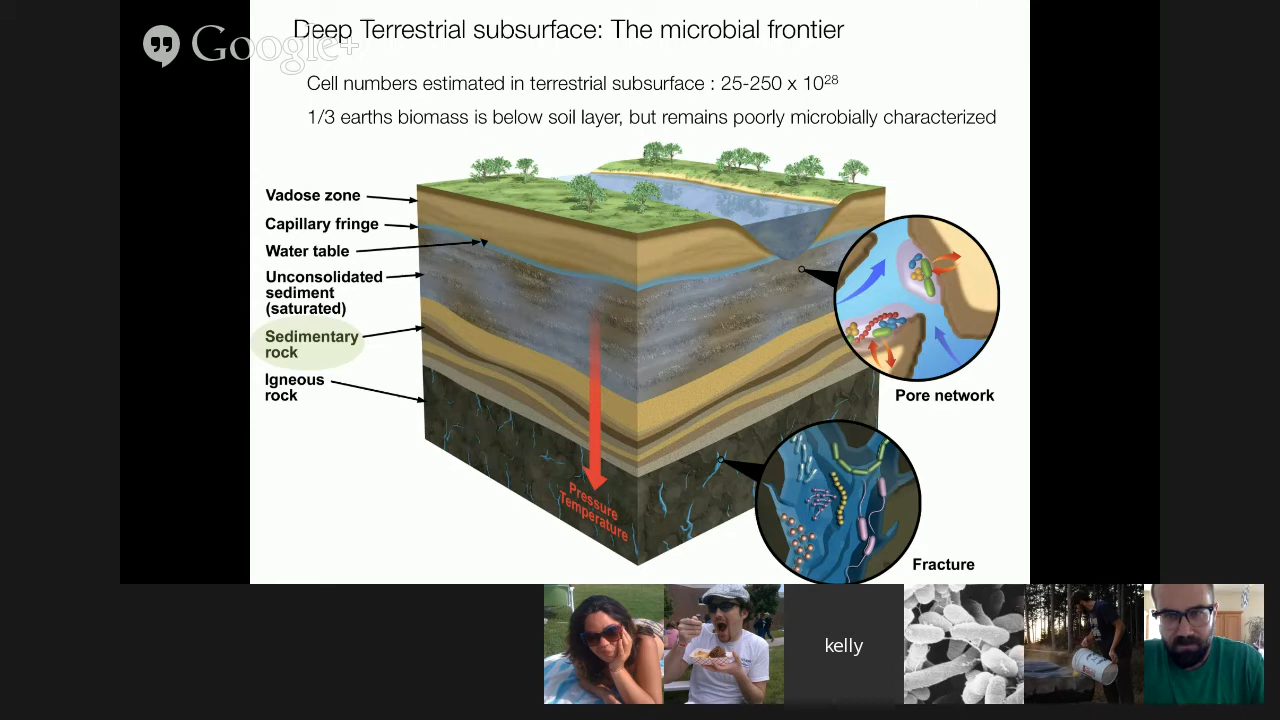 Deep Terrestrial subsurface: The microbial frontier
Google+
Cell numbers estimated in terrestrial subsurface : 25-250 x 10²⁸
1/3 earths biomass is below soil layer, but remains poorly microbially characterized
Vadose zone
Capillary fringe
Water table
Unconsolidated
sediment
(saturated)
Sedimentary
rock
Igneous
rock
Pore network
Pressure
Temperature
Fracture
kelly